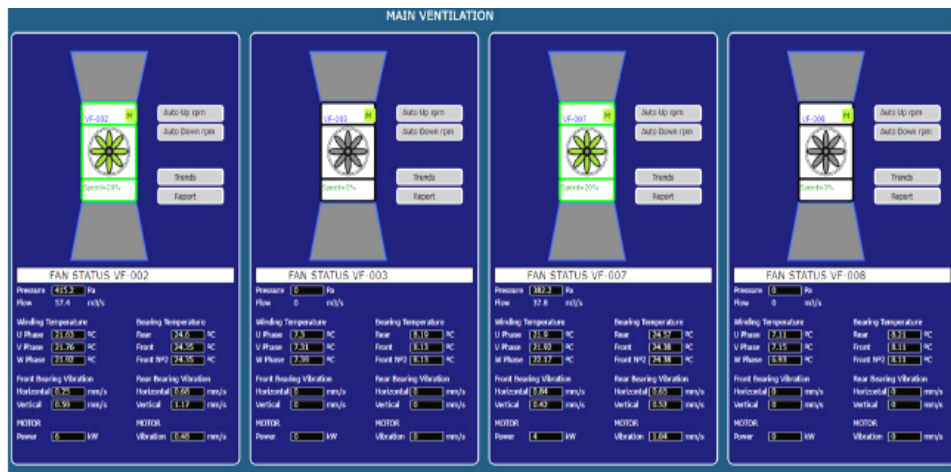 MAIN VENTILATION
VF-002 M
Auto Up rpm
Auto Down rpm
Speed=20%
Trends
Report
FAN STATUS VF-002
Pressure 415.2 Pa
Flow 57.4 m3/s
Winding Temperature Bearing Temperature
U Phase 21.63 ºC Rear 24.6 ºC
V Phase 21.76 ºC Front 24.35 ºC
W Phase 21.92 ºC Front Nº2 24.35 ºC
Front Bearing Vibration Rear Bearing Vibration
Horizontal 0.25 mm/s Horizontal 0.68 mm/s
Vertical 0.59 mm/s Vertical 1.17 mm/s
MOTOR MOTOR
Power 6 kW Vibration 0.48 mm/s
VF-003 M
Auto Up rpm
Auto Down rpm
Speed=0%
Trends
Report
FAN STATUS VF-003
Pressure 0 Pa
Flow 0 m3/s
Winding Temperature Bearing Temperature
U Phase 7.3 ºC Rear 8.19 ºC
V Phase 7.31 ºC Front 8.13 ºC
W Phase 7.39 ºC Front Nº2 8.13 ºC
Front Bearing Vibration Rear Bearing Vibration
Horizontal 0 mm/s Horizontal 0 mm/s
Vertical 0 mm/s Vertical 0 mm/s
MOTOR MOTOR
Power 0 kW Vibration 0 mm/s
VF-007 M
Auto Up rpm
Auto Down rpm
Speed=20%
Trends
Report
FAN STATUS VF-007
Pressure 382.2 Pa
Flow 37.8 m3/s
Winding Temperature Bearing Temperature
U Phase 21.9 ºC Rear 24.57 ºC
V Phase 21.92 ºC Front 24.38 ºC
W Phase 22.17 ºC Front Nº2 24.38 ºC
Front Bearing Vibration Rear Bearing Vibration
Horizontal 0.64 mm/s Horizontal 0.65 mm/s
Vertical 0.42 mm/s Vertical 0.52 mm/s
MOTOR MOTOR
Power 4 kW Vibration 1.04 mm/s
VF-008 M
Auto Up rpm
Auto Down rpm
Trends
Report
FAN STATUS VF-008
Pressure 0 Pa
Flow 0 m3/s
Winding Temperature Bearing Temperature
U Phase 7.11 ºC Rear 8.21 ºC
V Phase 7.15 ºC Front 8.11 ºC
W Phase 6.93 ºC Front Nº2 8.11 ºC
Front Bearing Vibration Rear Bearing Vibration
Horizontal 0 mm/s Horizontal 0 mm/s
Vertical 0 mm/s Vertical 0 mm/s
MOTOR MOTOR
Power 0 kW Vibration 0 mm/s